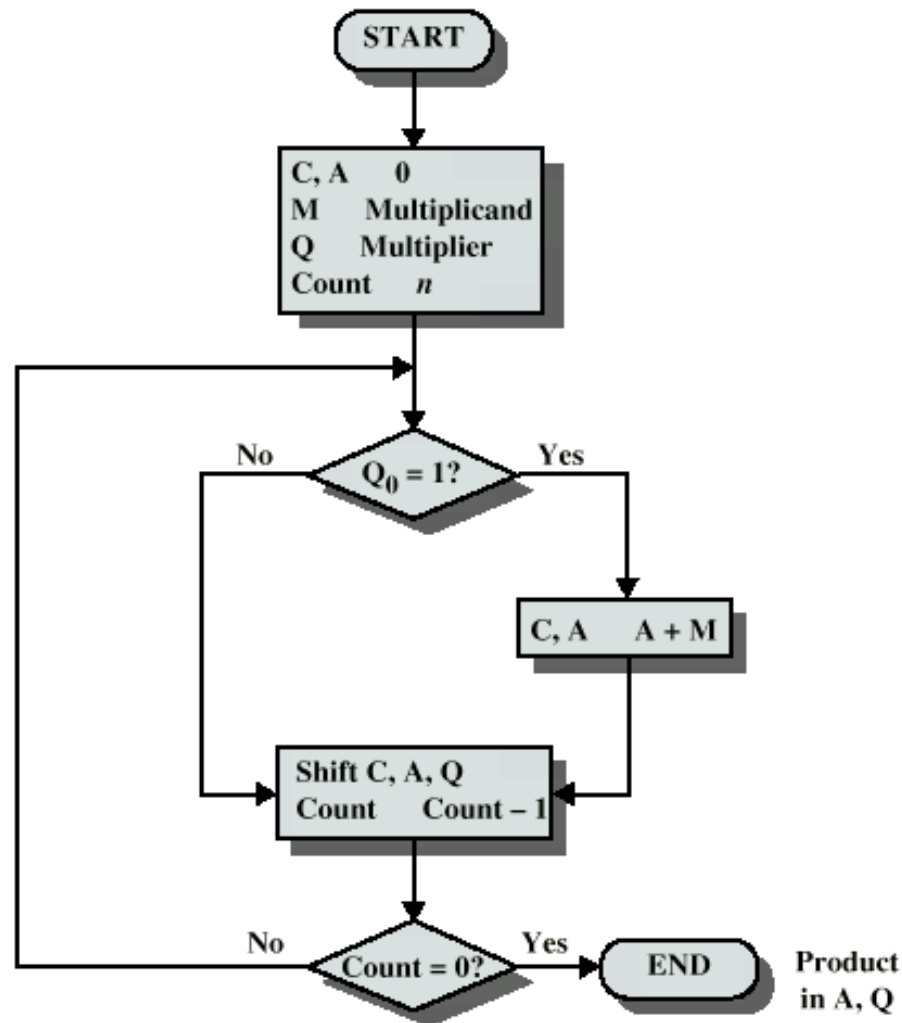 START
C, A 0
M Multiplicand
Q Multiplier
Count n
No
Q₀ = 1?
Yes
C, A A + M
Shift C, A, Q
Count Count – 1
No
Count = 0?
Yes
END
Product
in A, Q